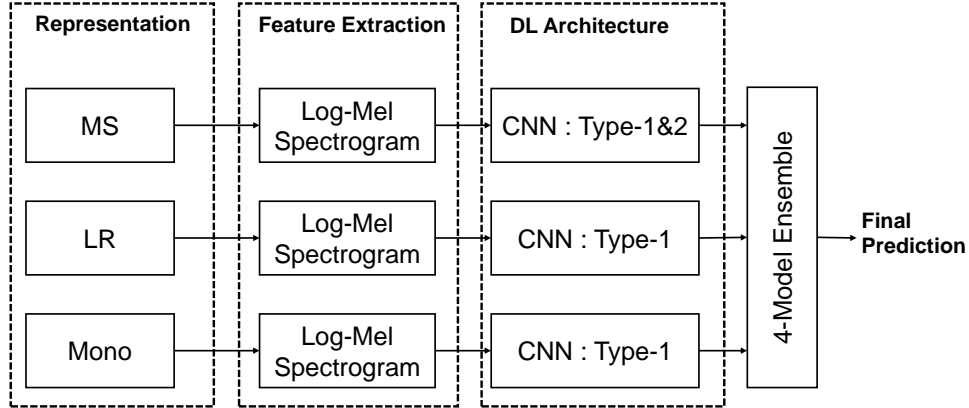 Representation
Feature Extraction
DL Architecture
MS
Log-Mel
Spectrogram
CNN : Type-1&2
LR
Log-Mel
Spectrogram
CNN : Type-1
Mono
Log-Mel
Spectrogram
CNN : Type-1
4-Model Ensemble
Final
Prediction